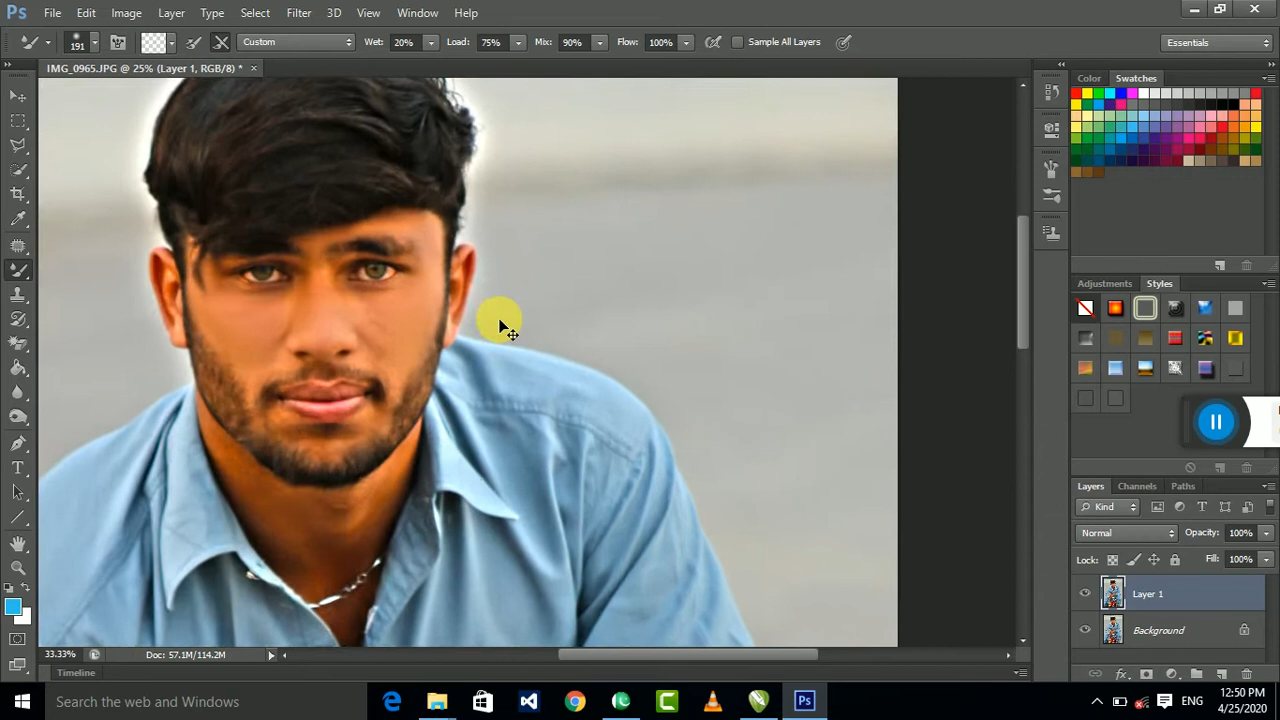 Ps File Edit Image Layer Type Select Filter 3D View Window Help
191 Custom Wet: 20% Load: 75% Mix: 90% Flow: 100% Sample All Layers Essentials
IMG_0965.JPG @ 25% (Layer 1, RGB/8) * ×
Color Swatches
Adjustments Styles
Layers Channels Paths
Kind
Normal Opacity: 100%
Lock: Fill: 100%
Layer 1
Background
33.33% Doc: 57.1M/114.2M
Timeline
Search the web and Windows
ENG
12:50 PM
4/25/2020